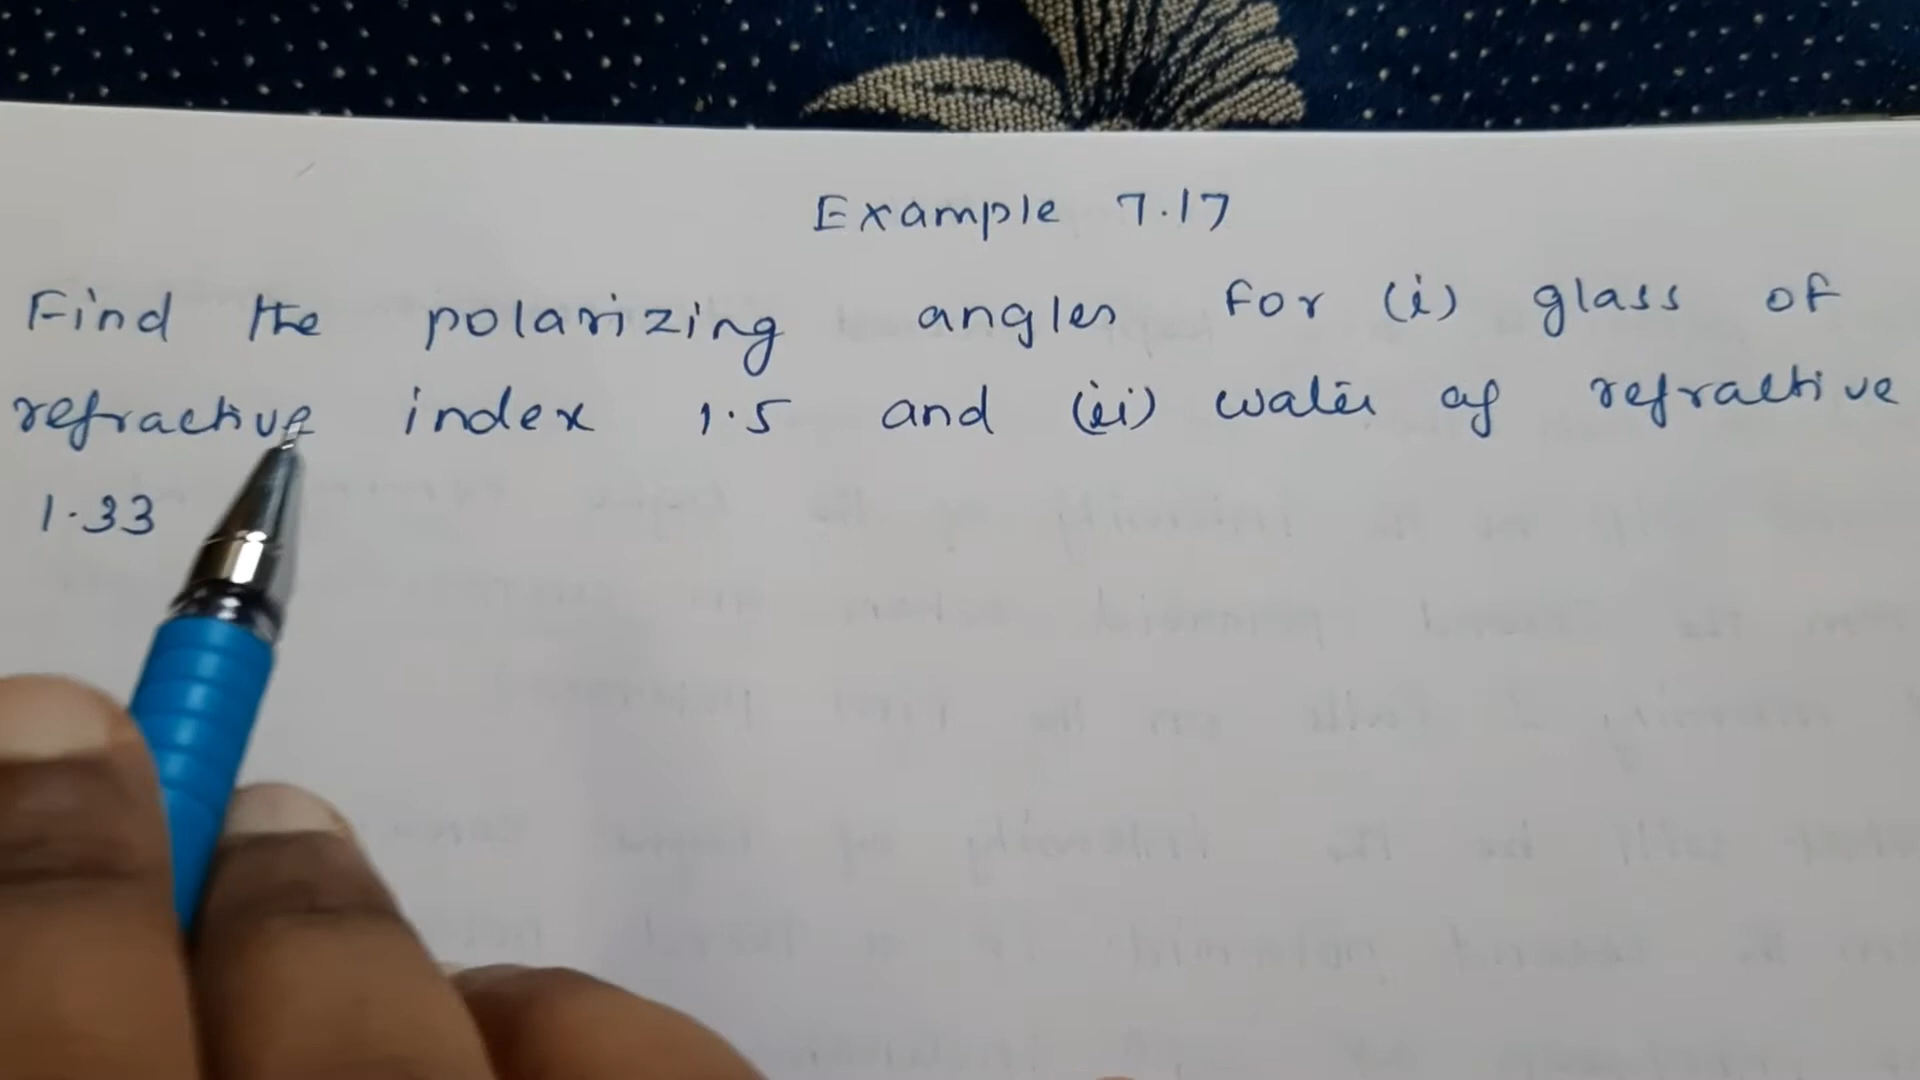 Example 7.17
Find the polarizing angles for (i) glass of
refractive index 1.5 and (ii) water of refractive
1.33